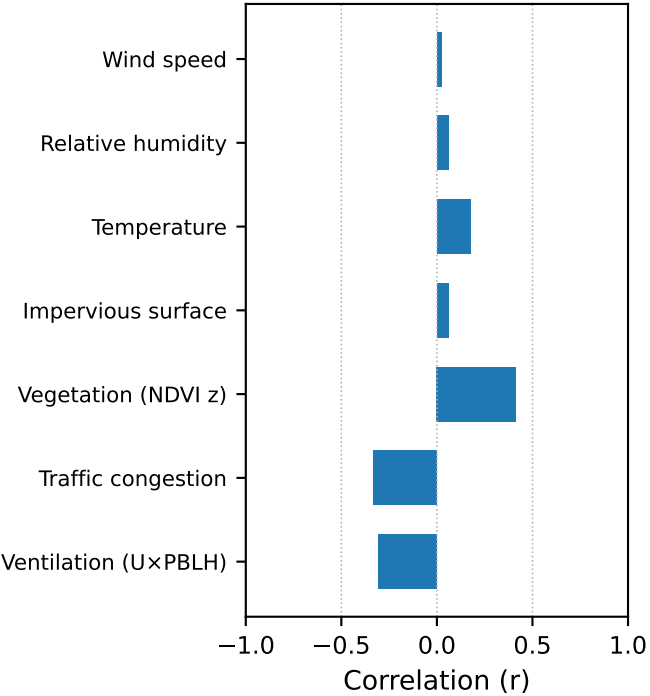 Wind speed
Relative humidity
Temperature
Impervious surface
Vegetation (NDVI z)
Traffic congestion
Ventilation (U×PBLH)
−1.0 −0.5 0.0 0.5 1.0
Correlation (r)